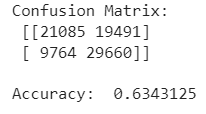 Confusion Matrix:
[[21085 19491]
[ 9764 29660]]
Accuracy:  0.6343125